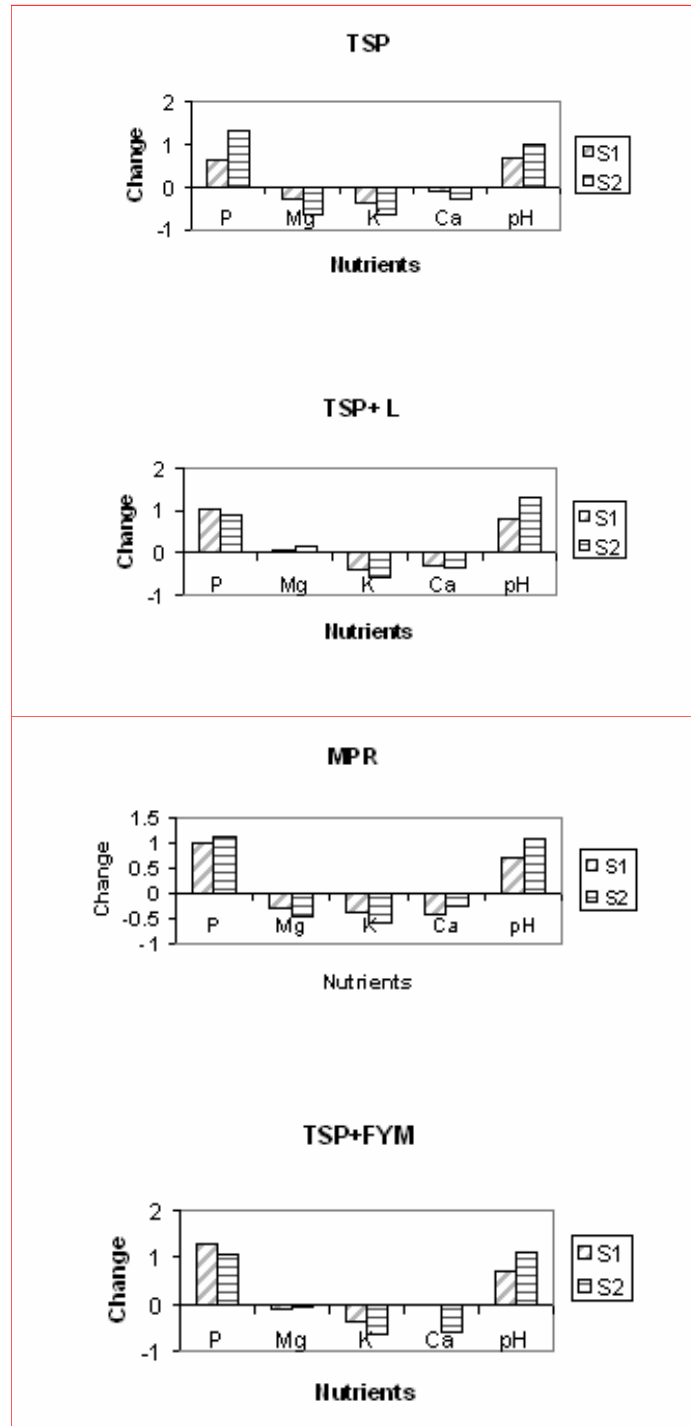 TSP
2
1
0
-1
Change
P Mg K Ca pH
Nutrients
S1
S2
TSP+ L
2
1
0
-1
Change
P Mg K Ca pH
Nutrients
S1
S2
MPR
1.5
1
0.5
0
-0.5
-1
Change
P Mg K Ca pH
Nutrients
S1
S2
TSP+FYM
2
1
0
-1
Change
P Mg K Ca pH
Nutrients
S1
S2